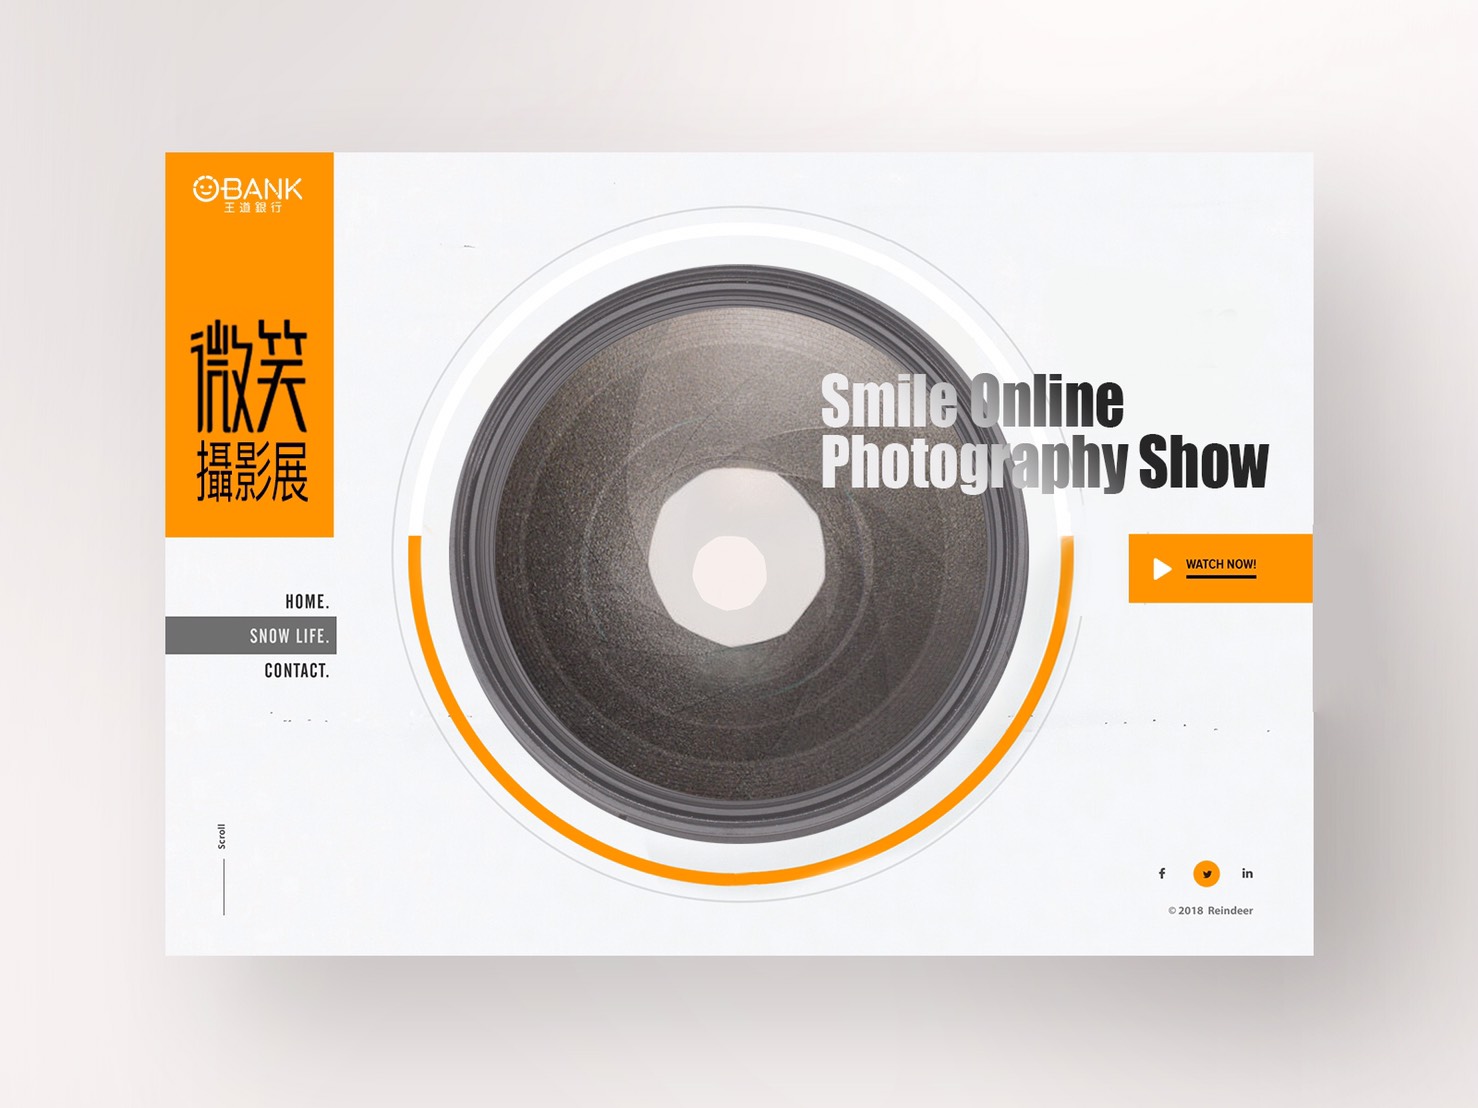 BANK
王道銀行
微笑
攝影展
HOME.
SNOW LIFE.
CONTACT.
Scroll
Smile Online
Photography Show
WATCH NOW!
f
in
© 2018 Reindeer